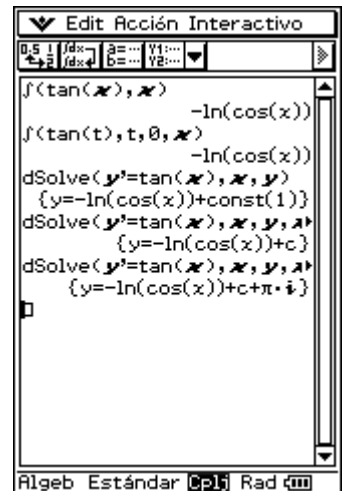 Edit Acción Interactivo
∫(tan(x),x)
-ln(cos(x))
∫(tan(t),t,0,x)
-ln(cos(x))
dSolve(y'=tan(x),x,y)
{y=-ln(cos(x))+const(1)}
dSolve(y'=tan(x),x,y,x▶
{y=-ln(cos(x))+c}
dSolve(y'=tan(x),x,y,x▶
{y=-ln(cos(x))+c+π·i}
Algeb Estándar Cplj Rad